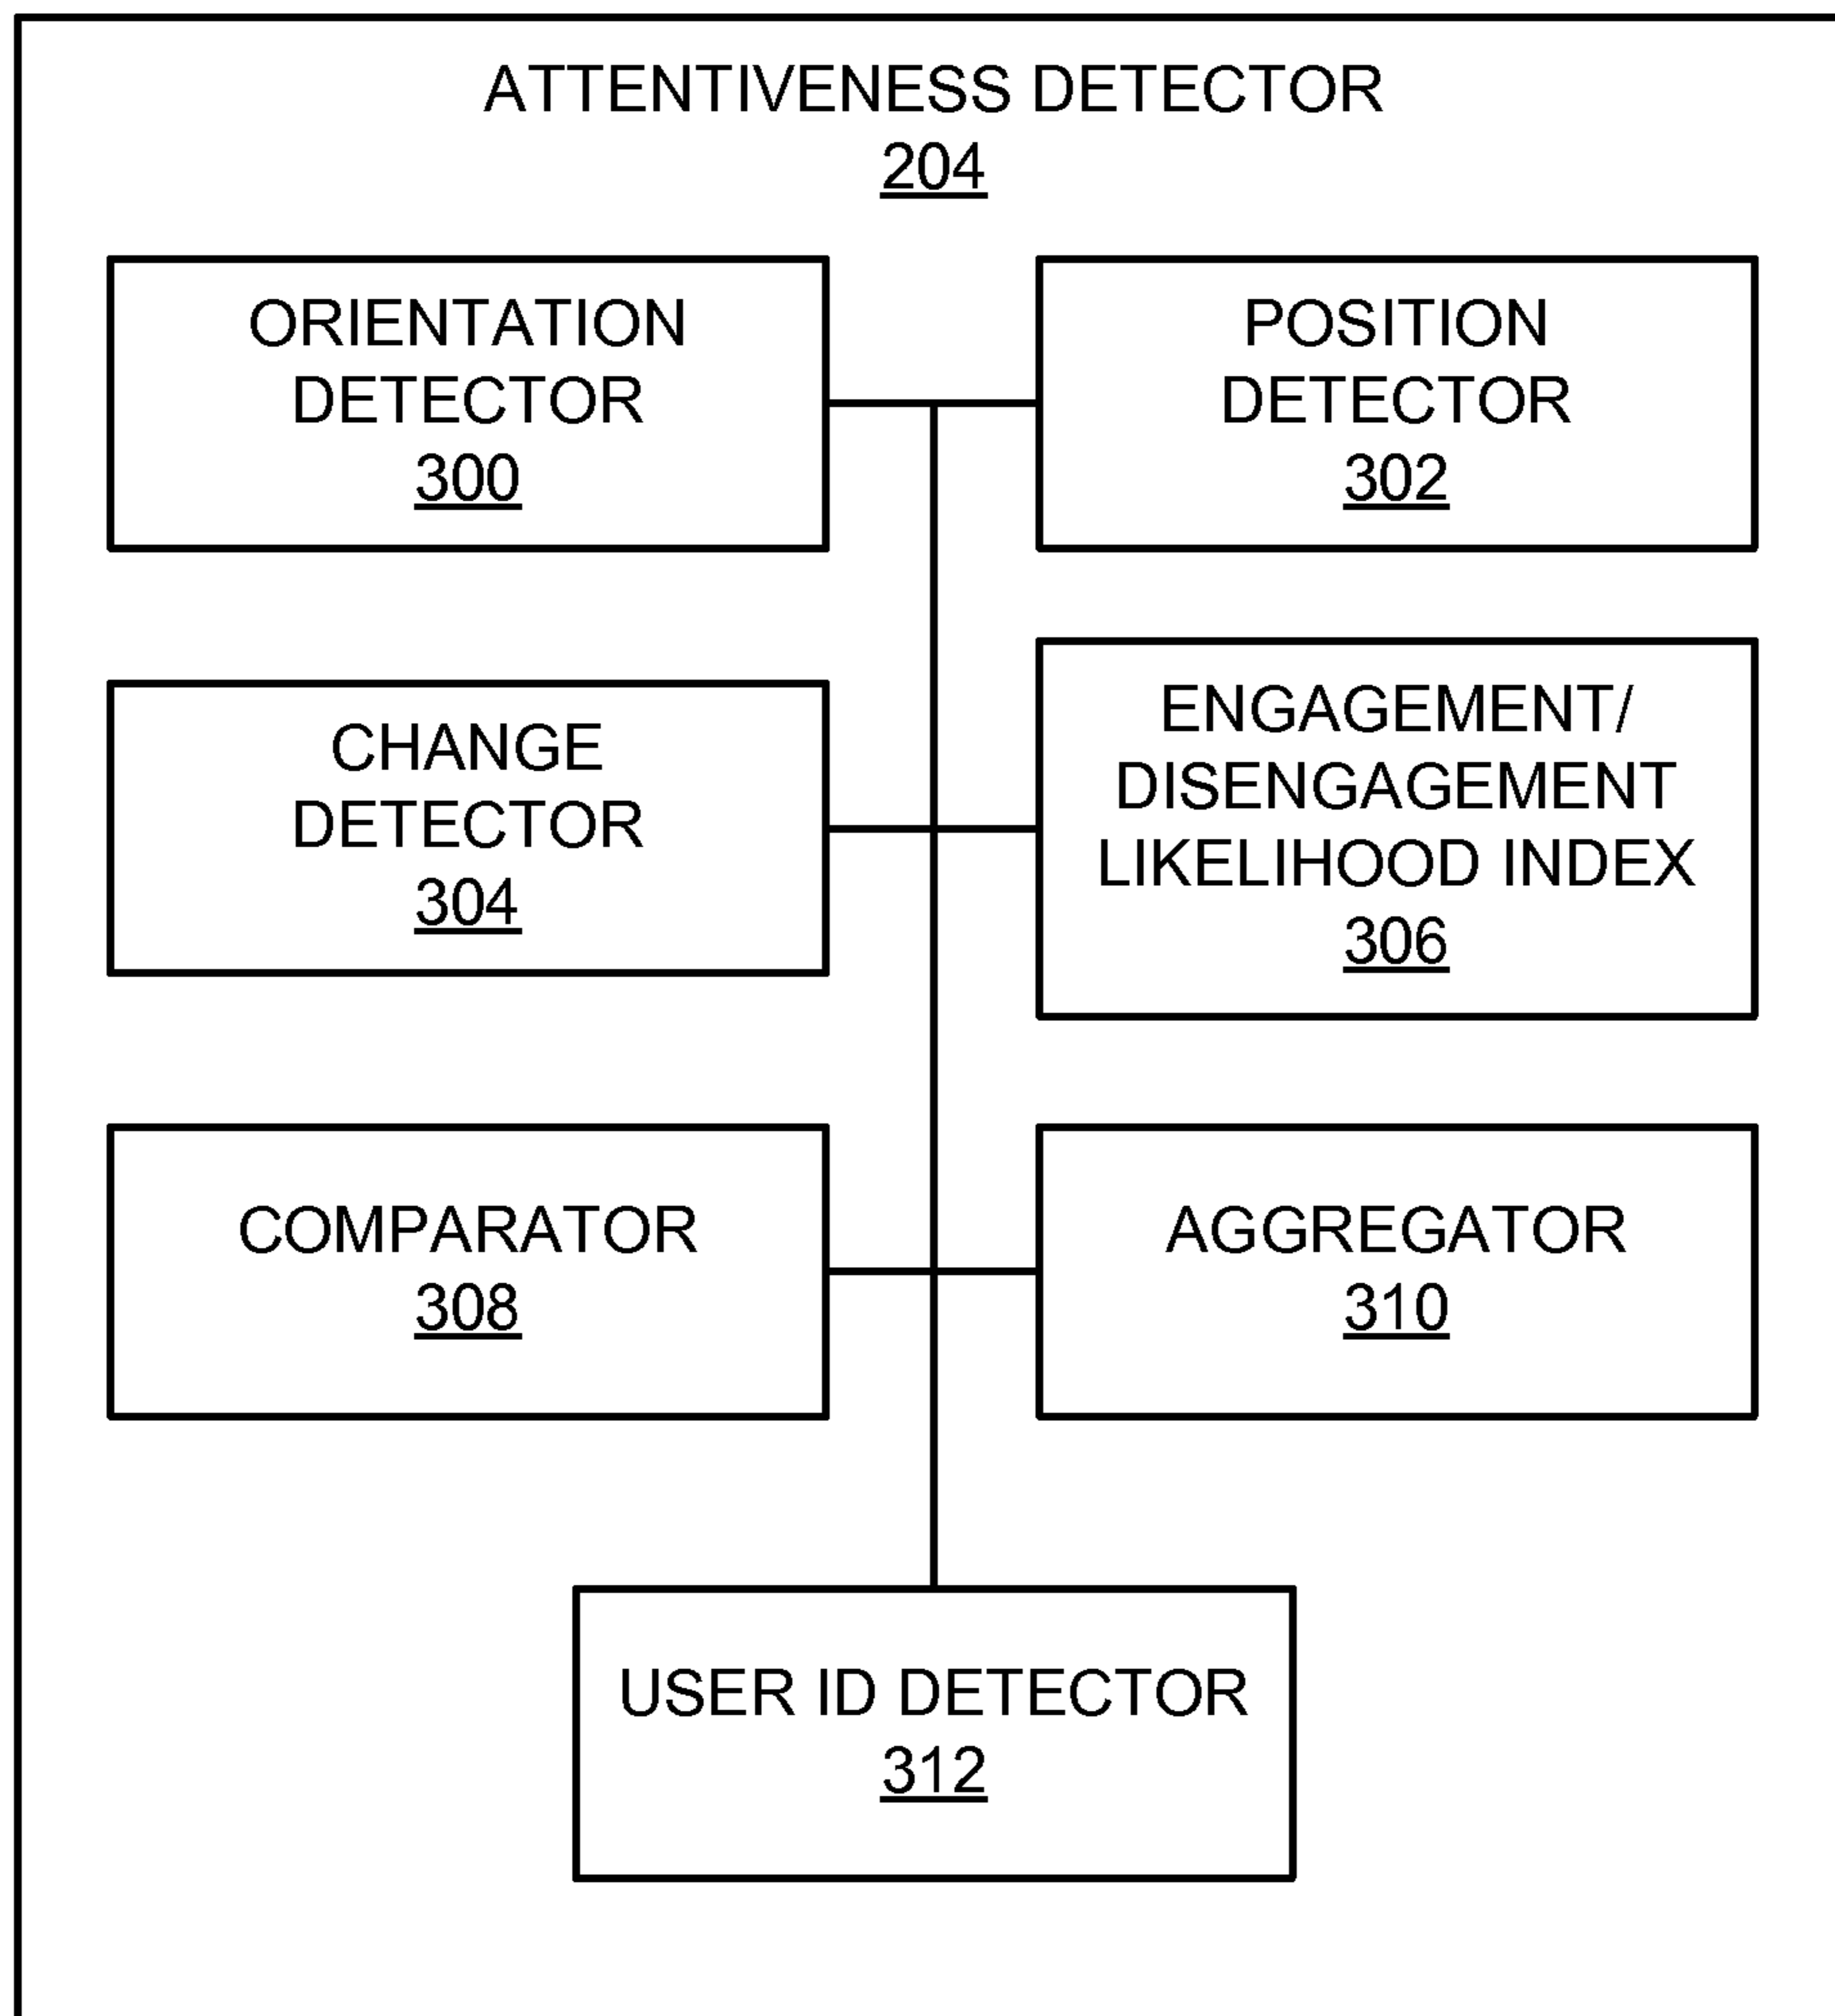 ATTENTIVENESS DETECTOR
204
ORIENTATION
DETECTOR
300
POSITION
DETECTOR
302
CHANGE
DETECTOR
304
ENGAGEMENT/
DISENGAGEMENT
LIKELIHOOD INDEX
306
COMPARATOR
308
AGGREGATOR
310
USER ID DETECTOR
312